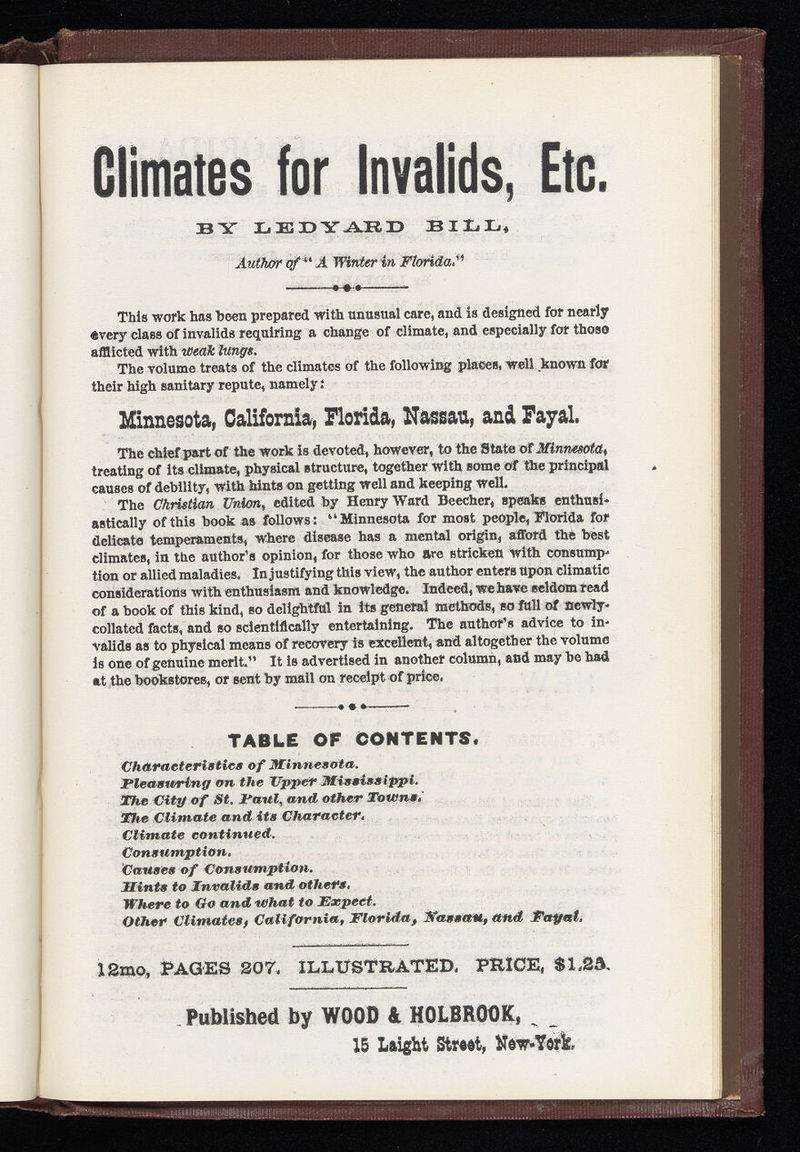 Climates for Invalids, Etc.
BY LEDYARD BILL,
Author of "A Winter in Florida."
This work has been prepared with unusual care, and is designed for nearly
every class of invalids requiring a change of climate, and especially for those
afflicted with weak lungs.
The volume treats of the climates of the following places, well known for
their high sanitary repute, namely:
Minnesota, California, Florida, Nassau, and Fayal.
The chief part of the work is devoted, however, to the State of Minnesota,
treating of its climate, physical structure, together with some of the principal
causes of debility, with hints on getting well and keeping well.
The Christian Union, edited by Henry Ward Beecher, speaks enthusi-
astically of this book as follows: "Minnesota for most people, Florida for
delicate temperaments, where disease has a mental origin, afford the best
climates, in the author's opinion, for those who are stricken with consump-
tion or allied maladies. In justifying this view, the author enters upon climatic
considerations with enthusiasm and knowledge. Indeed, we have seldom read
of a book of this kind, so delightful in its general methods, so full of newly-
collated facts, and so scientifically entertaining. The author's advice to in-
valids as to physical means of recovery is excellent, and altogether the volume
is one of genuine merit." It is advertised in another column, and may be had
at the bookstores, or sent by mail on receipt of price.
TABLE OF CONTENTS.
Characteristics of Minnesota.
Pleasuring on the Upper Mississippi.
The City of St. Paul, and other Towns.
The Climate and its Character.
Climate continued.
Consumption.
Causes of Consumption.
Hints to Invalids and others.
Where to Go and what to Expect.
Other Climates, California, Florida, Nassau, and Fayal.
12mo, PAGES 207. ILLUSTRATED. PRICE, $1.25.
Published by WOOD & HOLBROOK,
15 Laight Street, New-York.